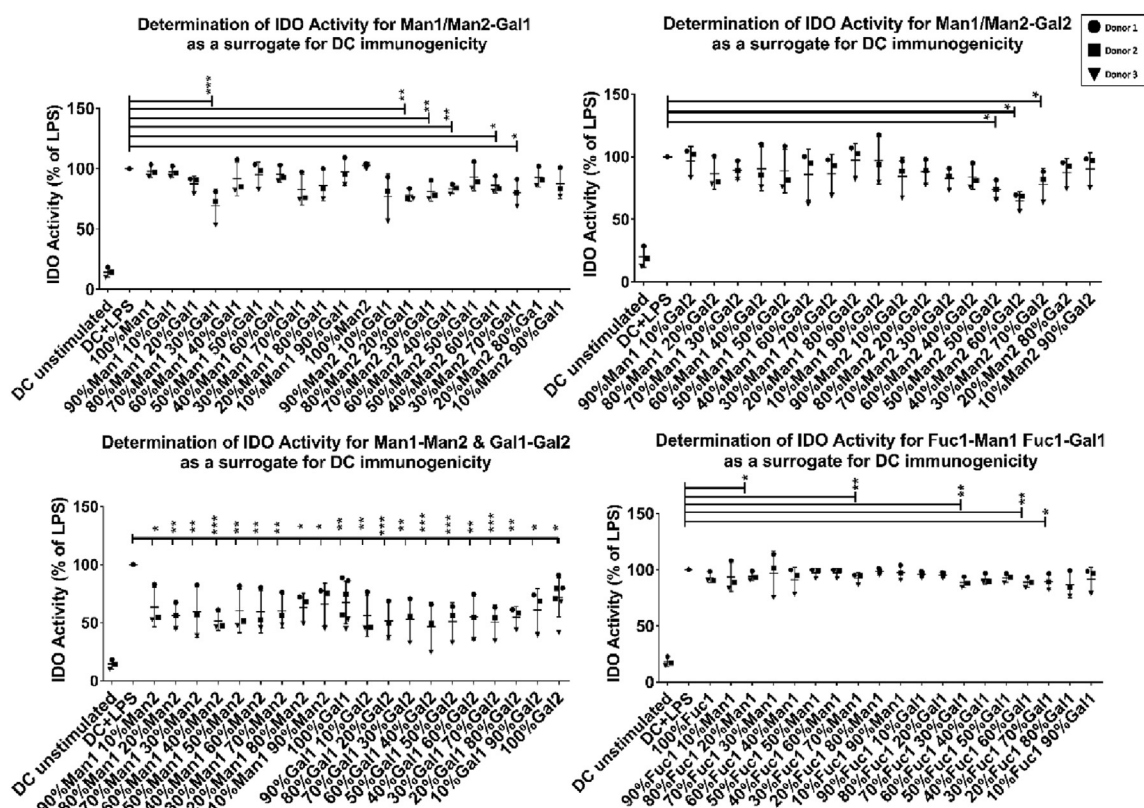 Determination of IDO Activity for Man1/Man2-Gal1
as a surrogate for DC immunogenicity
IDO Activity (% of LPS)
150
100
50
0
***
**
**
**
*
*
DC unstimulated
DC+LPS
100%Man1
90%Man1 10%Gal1
80%Man1 20%Gal1
70%Man1 30%Gal1
60%Man1 40%Gal1
50%Man1 50%Gal1
40%Man1 60%Gal1
30%Man1 70%Gal1
20%Man1 80%Gal1
10%Man1 90%Gal1
100%Man2
90%Man2 10%Gal1
80%Man2 20%Gal1
70%Man2 30%Gal1
60%Man2 40%Gal1
50%Man2 50%Gal1
40%Man2 60%Gal1
30%Man2 70%Gal1
20%Man2 80%Gal1
10%Man2 90%Gal1
Determination of IDO Activity for Man1/Man2-Gal2
as a surrogate for DC immunogenicity
Donor 1
Donor 2
Donor 3
IDO Activity (% of LPS)
150
100
50
0
*
*
*
DC unstimulated
DC+LPS
90%Man1 10%Gal2
80%Man1 20%Gal2
70%Man1 30%Gal2
60%Man1 40%Gal2
50%Man1 50%Gal2
40%Man1 60%Gal2
30%Man1 70%Gal2
20%Man1 80%Gal2
10%Man1 90%Gal2
90%Man2 10%Gal2
80%Man2 20%Gal2
70%Man2 30%Gal2
60%Man2 40%Gal2
50%Man2 50%Gal2
40%Man2 60%Gal2
30%Man2 70%Gal2
20%Man2 80%Ga2
10%Man2 90%Gal2
Determination of IDO Activity for Man1-Man2 & Gal1-Gal2
as a surrogate for DC immunogenicity
IDO Activity (% of LPS)
150
100
50
0
* ** ** *** ** ** ** * * ** ** *** ** *** *** ** *** ** * *
DC unstimulated
DC+LPS
90%Man1 10%Man2
80%Man1 20%Man2
70%Man1 30%Man2
60%Man1 40%Man2
50%Man1 50%Man2
40%Man1 60%Man2
30%Man1 70%Man2
20%Man1 80%Man2
10%Man1 90%Man2
100%Gal1
90%Gal1 10%Gal2
80%Gal1 20%Gal2
70%Gal1 30%Gal2
60%Gal1 40%Gal2
50%Gal1 50%Gal2
40%Gal1 60%Gal2
30%Gal1 70%Gal2
20%Gal1 80%Gal2
10%Gal1 90%Gal2
100%Gal2
Determination of IDO Activity for Fuc1-Man1 Fuc1-Gal1
as a surrogate for DC immunogenicity
IDO Activity (% of LPS)
150
100
50
0
*
**
**
**
*
DC unstimulated
DC+LPS
100%Fuc1
90%Fuc1 10%Man1
80%Fuc1 20%Man1
70%Fuc1 30%Man1
60%Fuc1 40%Man1
50%Fuc1 50%Man1
40%Fuc1 60%Man1
30%Fuc1 70%Man1
20%Fuc1 80%Man1
10%Fuc1 90%Man1
90%Fuc1 10%Gal1
80%Fuc1 20%Gal1
70%Fuc1 30%Gal1
60%Fuc1 40%Gal1
50%Fuc1 50%Gal1
40%Fuc1 60%Gal1
30%Fuc1 70%Gal1
20%Fuc1 80%Gal1
10%Fuc1 90%Gal1